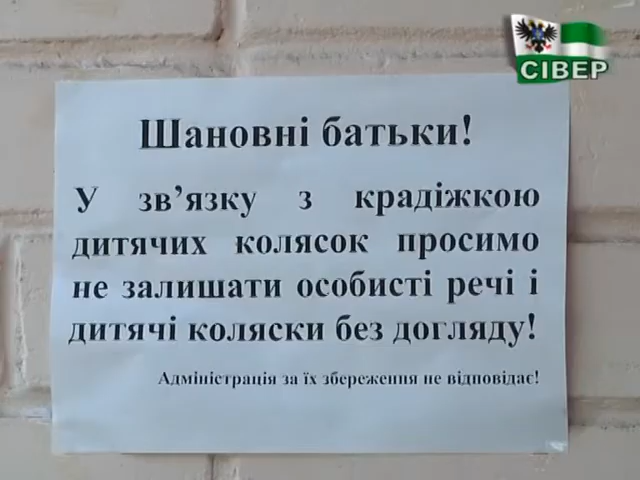 СІВЕР
Шановні батьки!
У зв’язку з крадіжкою
дитячих колясок просимо
не залишати особисті речі і
дитячі коляски без догляду!
Адміністрація за їх збереження не відповідає!